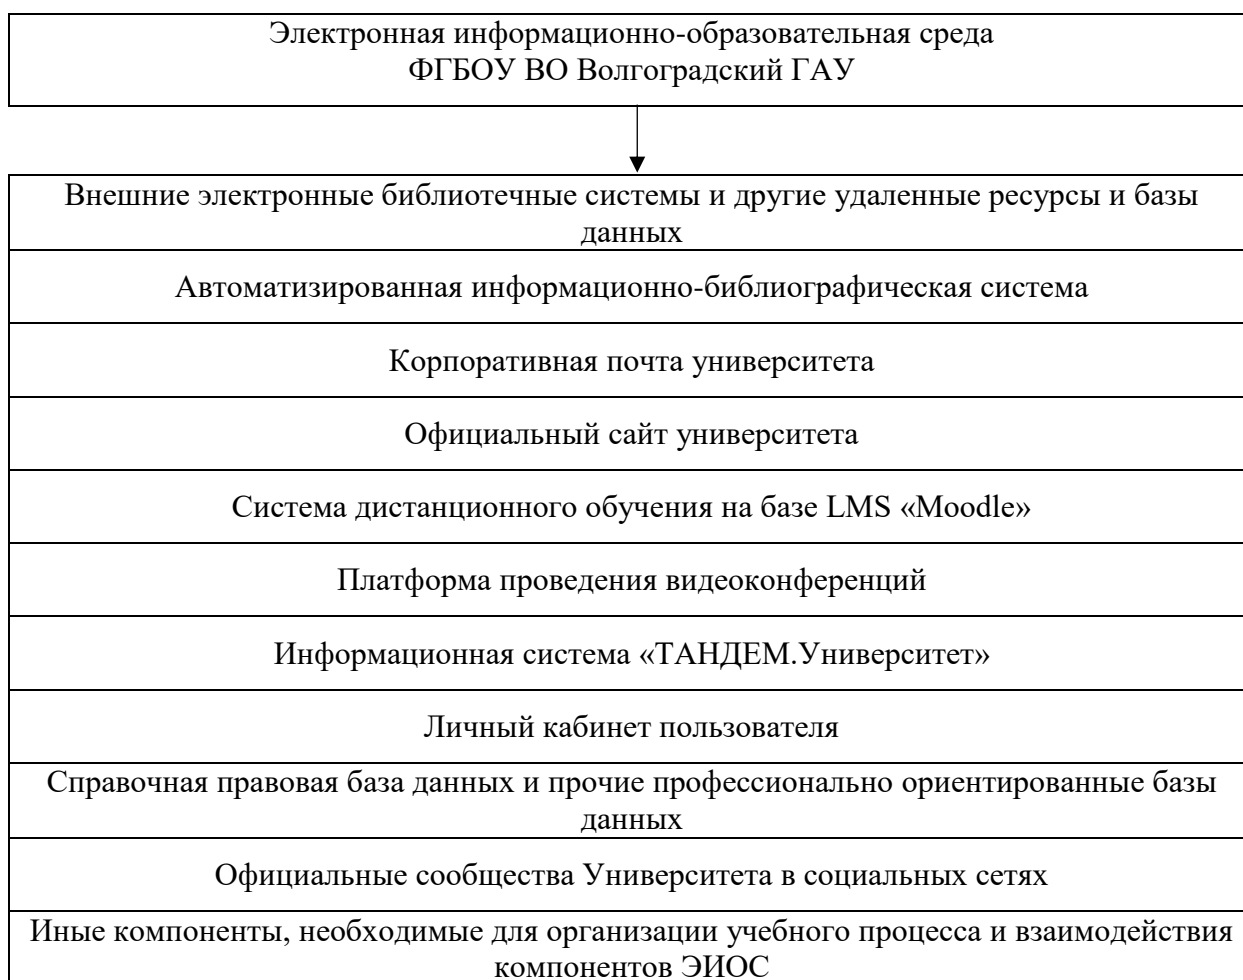 Электронная информационно-образовательная среда
ФГБОУ ВО Волгоградский ГАУ
Внешние электронные библиотечные системы и другие удаленные ресурсы и базы
данных
Автоматизированная информационно-библиографическая система
Корпоративная почта университета
Официальный сайт университета
Система дистанционного обучения на базе LMS «Moodle»
Платформа проведения видеоконференций
Информационная система «ТАНДЕМ.Университет»
Личный кабинет пользователя
Справочная правовая база данных и прочие профессионально ориентированные базы
данных
Официальные сообщества Университета в социальных сетях
Иные компоненты, необходимые для организации учебного процесса и взаимодействия
компонентов ЭИОС